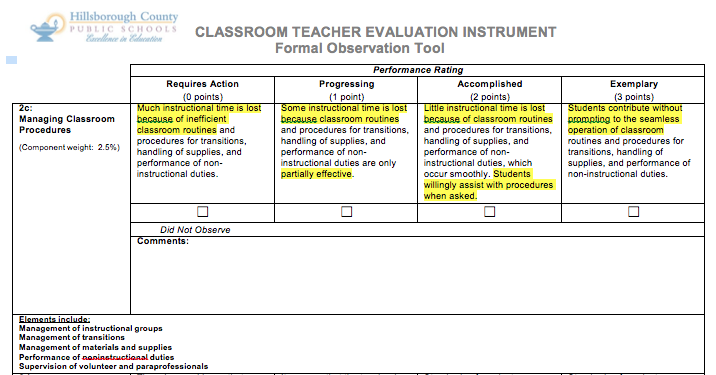 Hillsborough County
PUBLIC SCHOOLS
Excellence in Education
CLASSROOM TEACHER EVALUATION INSTRUMENT
Formal Observation Tool
Performance Rating
Requires Action
(0 points)
Progressing
(1 point)
Accomplished
(2 points)
Exemplary
(3 points)
2c:
Managing Classroom
Procedures
(Component weight: 2.5%)
Much instructional time is lost
because of inefficient
classroom routines and
procedures for transitions,
handling of supplies, and
performance of non-
instructional duties.
Some instructional time is lost
because classroom routines
and procedures for transitions,
handling of supplies, and
performance of non-
instructional duties are only
partially effective.
Little instructional time is lost
because of classroom routines
and procedures for transitions,
handling of supplies, and
performance of non-
instructional duties, which
occur smoothly. Students
willingly assist with procedures
when asked.
Students contribute without
prompting to the seamless
operation of classroom
routines and procedures for
transitions, handling of
supplies, and performance of
non-instructional duties.
Did Not Observe
Comments:
Elements include:
Management of instructional groups
Management of transitions
Management of materials and supplies
Performance of noninstructional duties
Supervision of volunteer and paraprofessionals